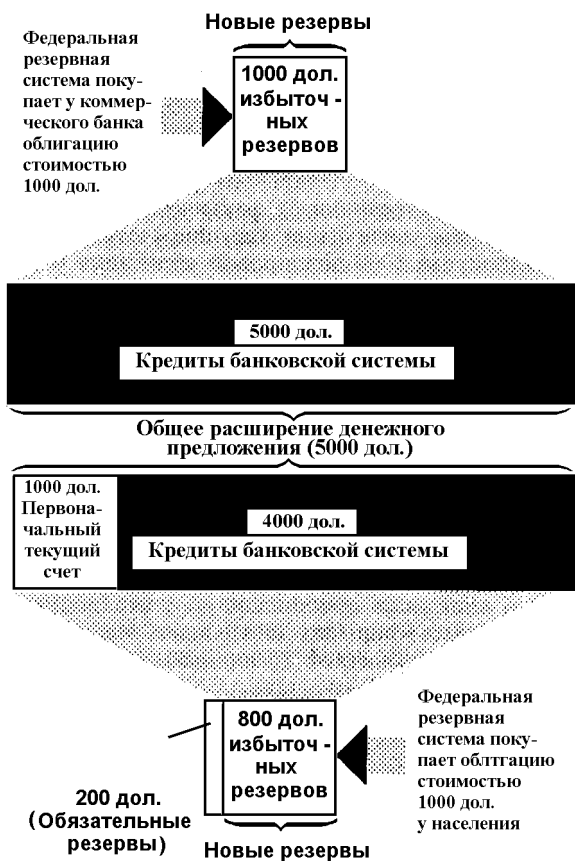 Новые резервы
Федеральная
резервная
система поку-
пает у коммер-
ческого банка
облигацию
стоимостью
1000 дол.
1000 дол.
избыточ -
ных
резервов
5000 дол.
Кредиты банковской системы
Общее расширение денежного
предложения (5000 дол.)
1000 дол.
Первона-
чальный
текущий
счет
4000 дол.
Кредиты банковской системы
800 дол.
избыточ -
ных
резервов
Федеральная
резервная
система поку-
пает облтгацию
стоимостью
1000 дол.
у населения
200 дол.
(Обязательные
резервы)
Новые резервы